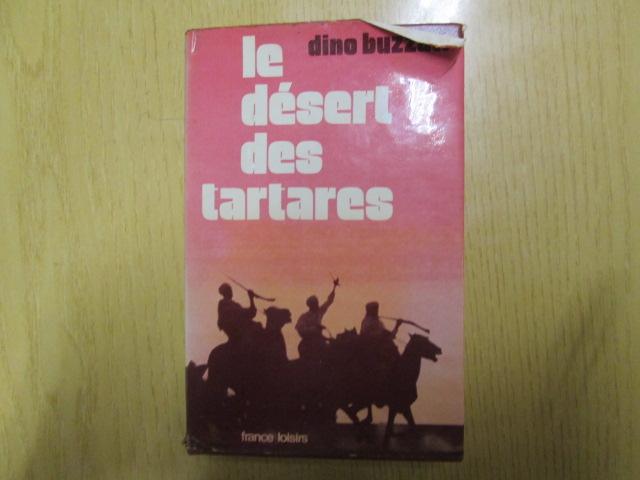 dino buzza
le
désert
des
tartares
france loisirs